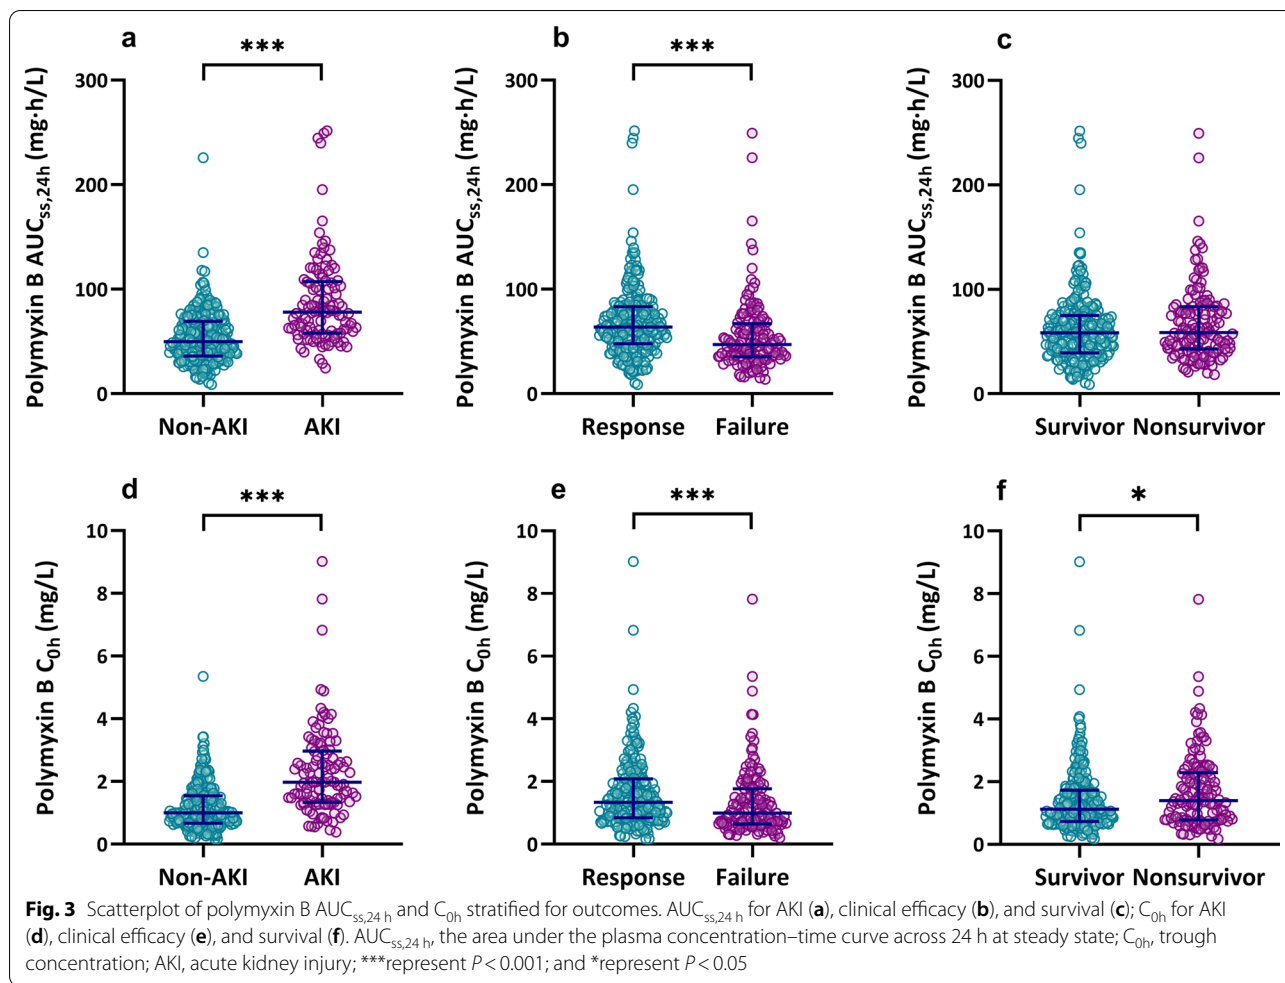 a
***
Polymyxin B AUCss,24h (mg·h/L)
300
200
100
0
Non-AKI AKI
b
***
Polymyxin B AUCss,24h (mg·h/L)
300
200
100
0
Response Failure
c
Polymyxin B AUCss,24h (mg·h/L)
300
200
100
0
Survivor Nonsurvivor
d
***
Polymyxin B C0h (mg/L)
10
8
6
4
2
0
Non-AKI AKI
e
***
Polymyxin B C0h (mg/L)
10
8
6
4
2
0
Response Failure
f
*
Polymyxin B C0h (mg/L)
10
8
6
4
2
0
Survivor Nonsurvivor
Fig. 3 Scatterplot of polymyxin B AUCss,24 h and C0h stratified for outcomes. AUCss,24 h for AKI (a), clinical efficacy (b), and survival (c); C0h for AKI
(d), clinical efficacy (e), and survival (f). AUCss,24 h, the area under the plasma concentration–time curve across 24 h at steady state; C0h, trough
concentration; AKI, acute kidney injury; ***represent P < 0.001; and *represent P < 0.05